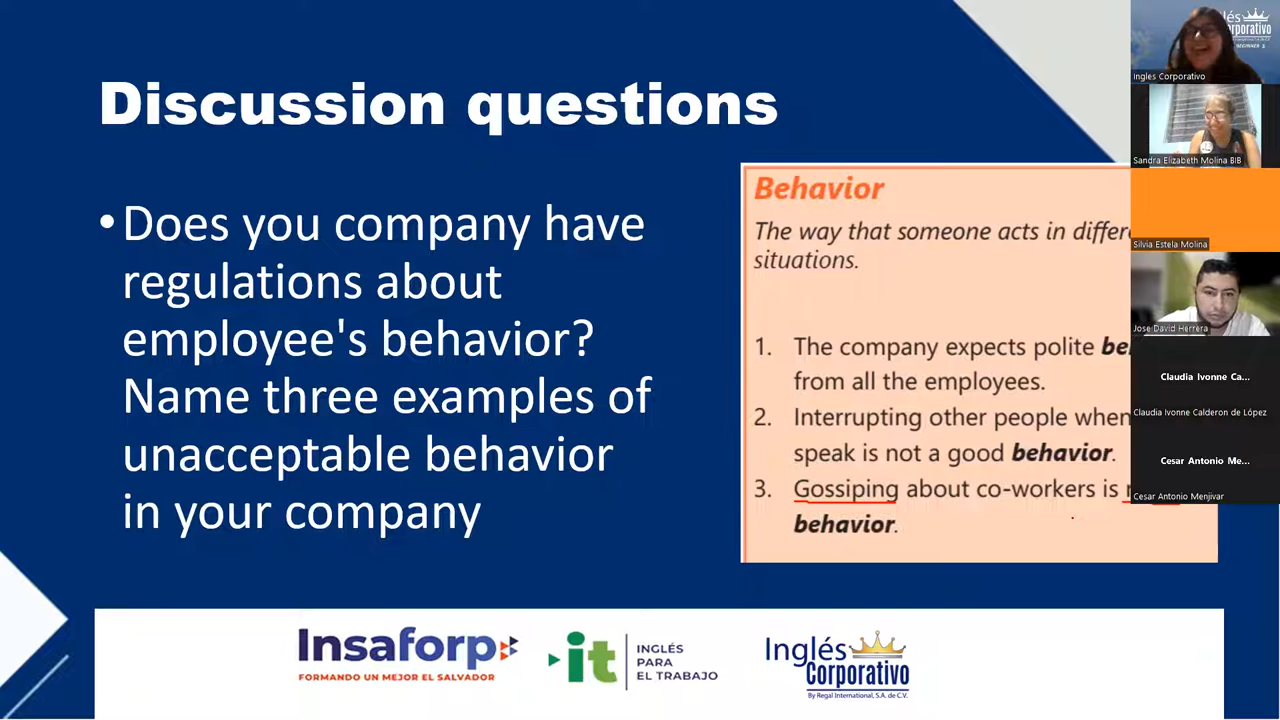 Discussion questions
• Does you company have
regulations about
employee's behavior?
Name three examples of
unacceptable behavior
in your company
Behavior
The way that someone acts in
situations.
1. The company expects polite
from all the employees.
2. Interrupting other people when
speak is not a good behavior.
3. Gossiping about co-workers is
behavior.
Insaforp
FORMANDO UN MEJOR EL SALVADOR
it
INGLÉS
PARA
EL TRABAJO
Inglés
Corporativo
By Regal International, S.A. de C.V.
Ingles Corporativo
Sandra Elizabeth Molina BIB
Silvia Estela Molina
Jose David Herrera
Claudia Ivonne Ca...
Claudia Ivonne Calderon de López
Cesar Antonio Me...
Cesar Antonio Menjivar